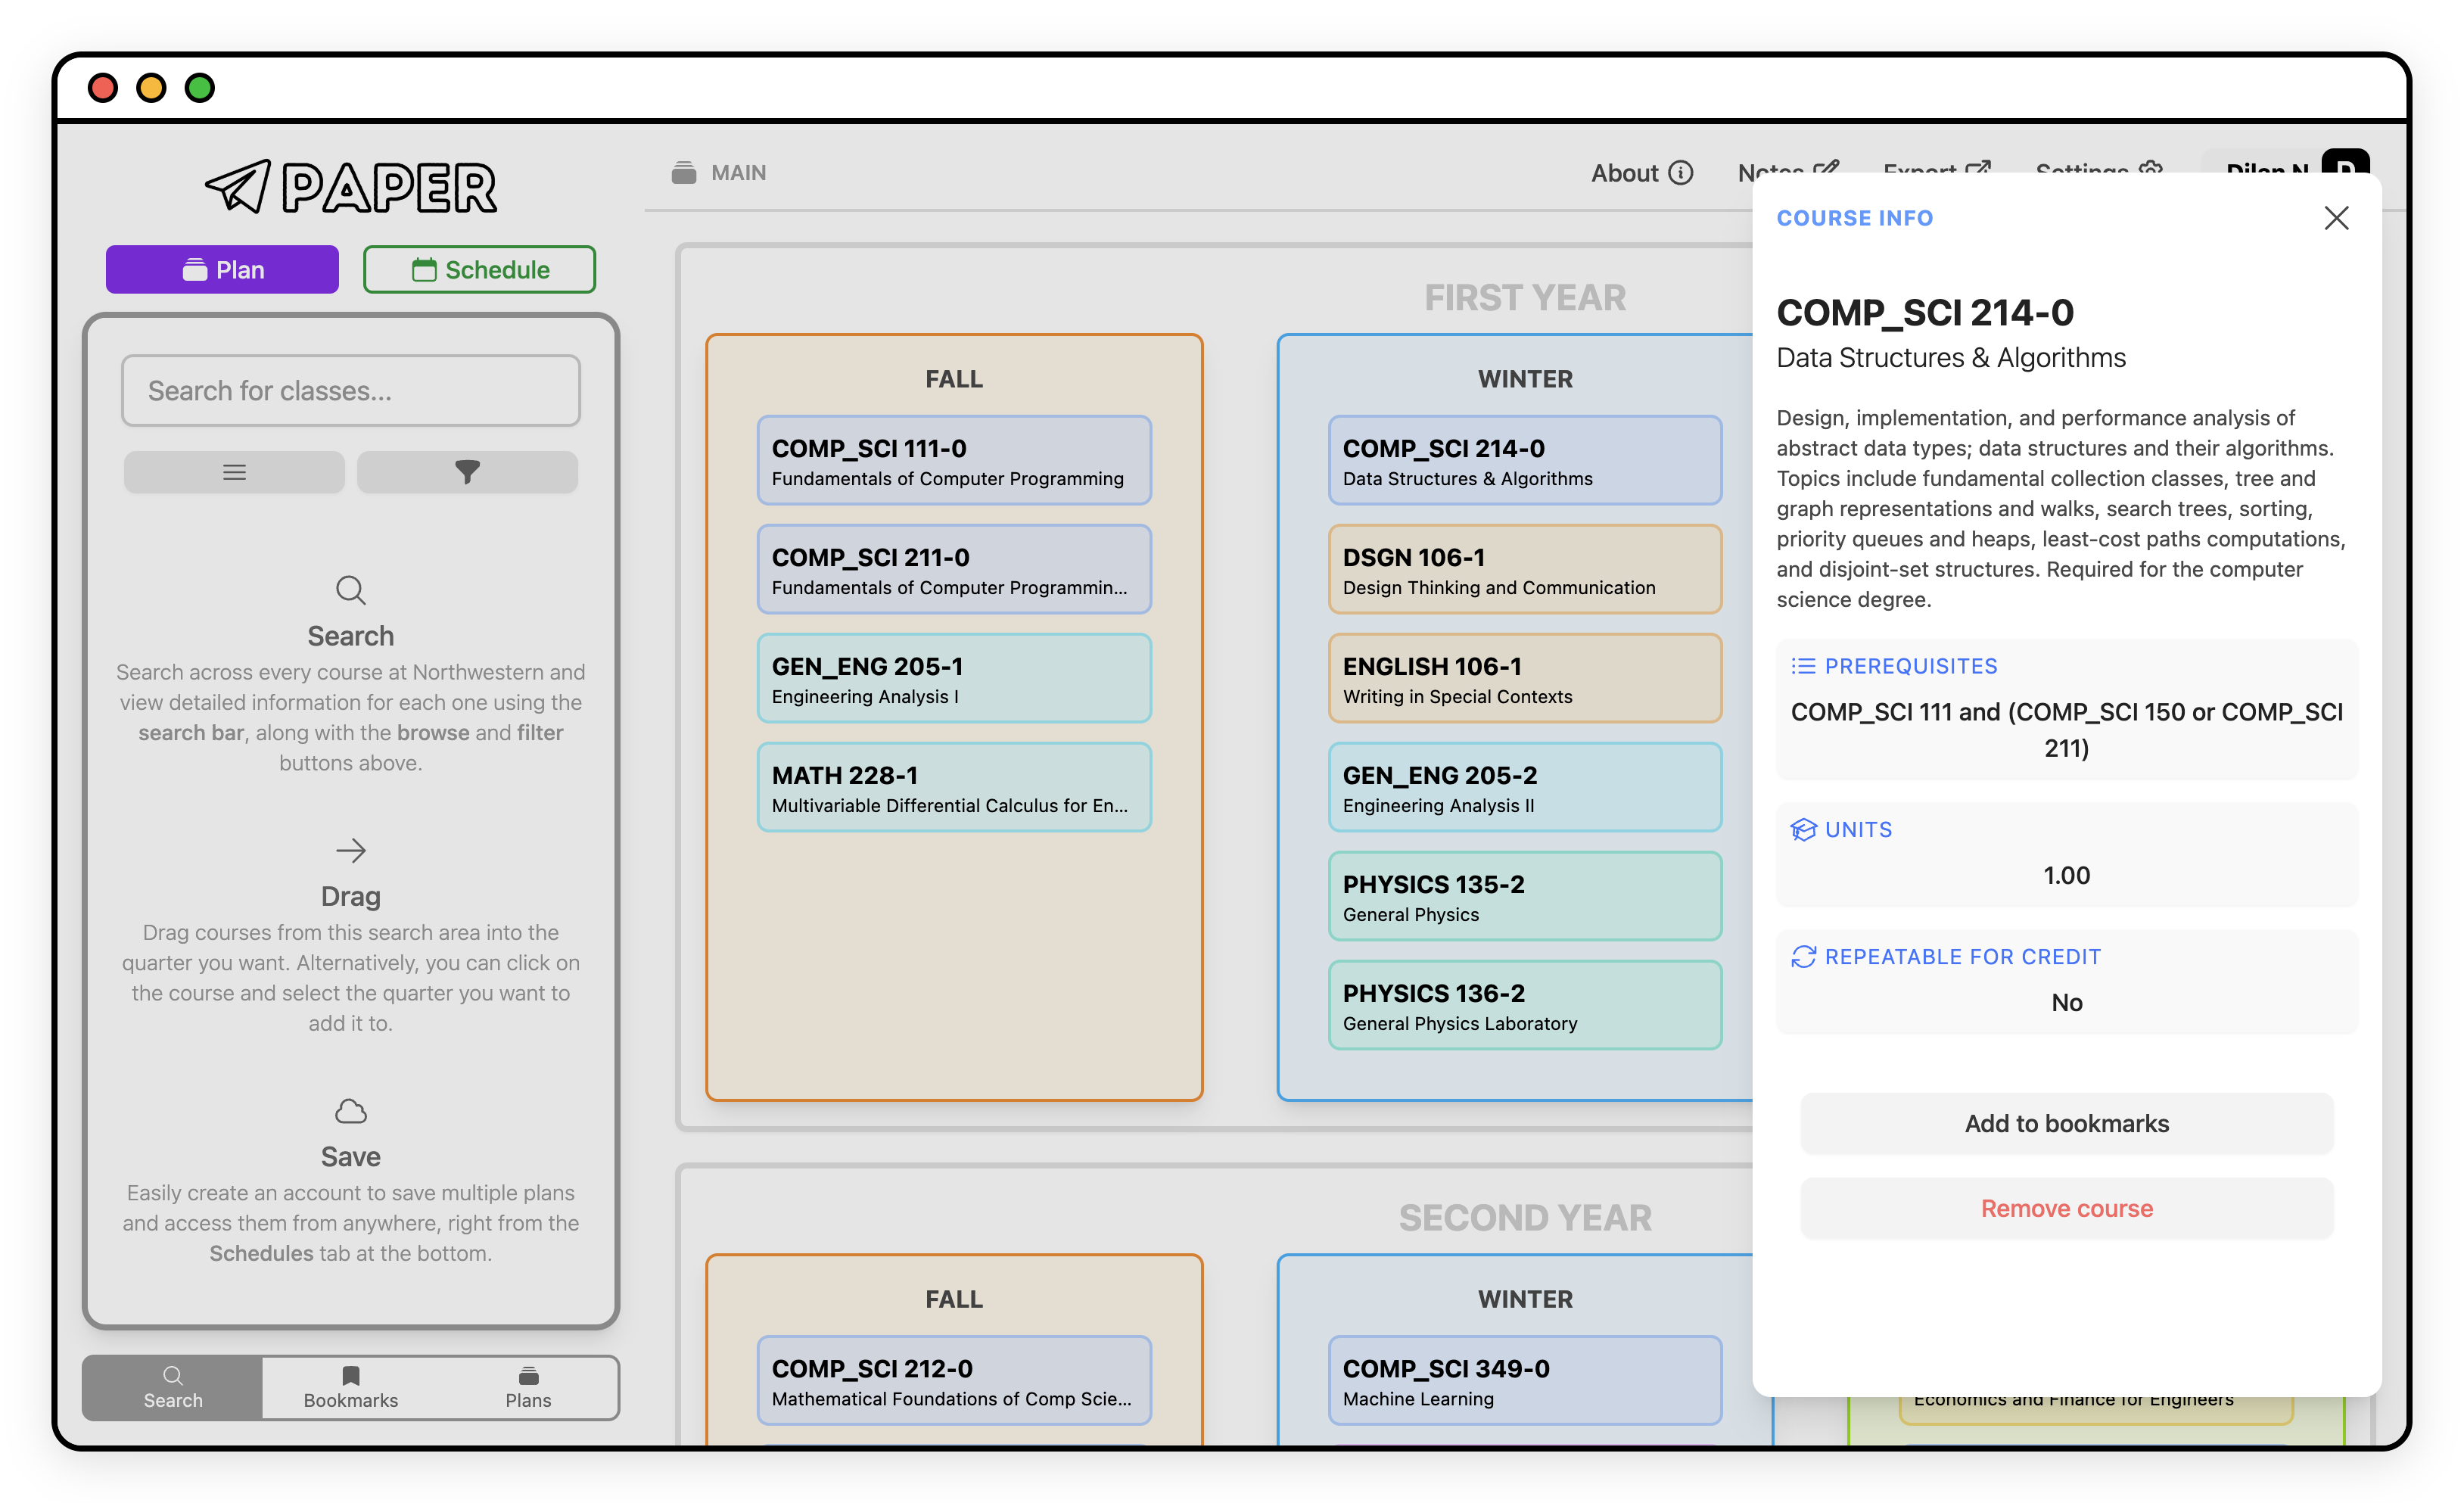 PAPER
Plan
Schedule
Search for classes...
Search
Search across every course at Northwestern and
view detailed information for each one using the
search bar, along with the browse and filter
buttons above.
Drag
Drag courses from this search area into the
quarter you want. Alternatively, you can click on
the course and select the quarter you want to
add it to.
Save
Easily create an account to save multiple plans
and access them from anywhere, right from the
Schedules tab at the bottom.
Search
Bookmarks
Plans
MAIN
About
Notes
Export
Settings
Dilan N
D
FIRST YEAR
FALL
COMP_SCI 111-0
Fundamentals of Computer Programming
COMP_SCI 211-0
Fundamentals of Computer Programmin...
GEN_ENG 205-1
Engineering Analysis I
MATH 228-1
Multivariable Differential Calculus for En...
WINTER
COMP_SCI 214-0
Data Structures & Algorithms
DSGN 106-1
Design Thinking and Communication
ENGLISH 106-1
Writing in Special Contexts
GEN_ENG 205-2
Engineering Analysis II
PHYSICS 135-2
General Physics
PHYSICS 136-2
General Physics Laboratory
SECOND YEAR
FALL
COMP_SCI 212-0
Mathematical Foundations of Comp Scie...
WINTER
COMP_SCI 349-0
Machine Learning
Economics and Finance for Engineers
COURSE INFO
COMP_SCI 214-0
Data Structures & Algorithms
Design, implementation, and performance analysis of
abstract data types; data structures and their algorithms.
Topics include fundamental collection classes, tree and
graph representations and walks, search trees, sorting,
priority queues and heaps, least-cost paths computations,
and disjoint-set structures. Required for the computer
science degree.
PREREQUISITES
COMP_SCI 111 and (COMP_SCI 150 or COMP_SCI
211)
UNITS
1.00
REPEATABLE FOR CREDIT
No
Add to bookmarks
Remove course